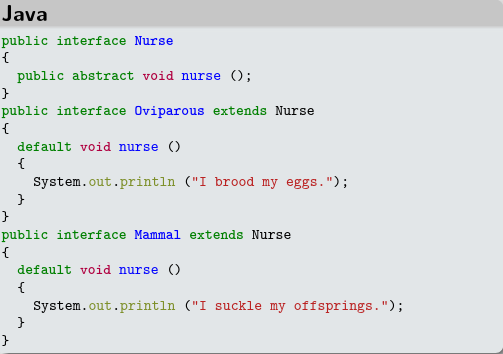 Java
public interface Nurse
{
  public abstract void nurse ();
}
public interface Oviparous extends Nurse
{
  default void nurse ()
  {
    System.out.println ("I brood my eggs.");
  }
}
public interface Mammal extends Nurse
{
  default void nurse ()
  {
    System.out.println ("I suckle my offsprings.");
  }
}